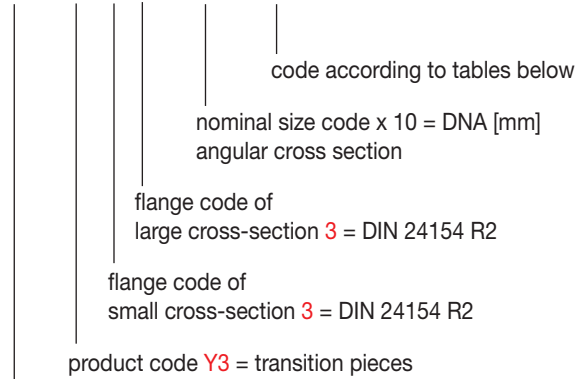 code according to tables below
nominal size code x 10 = DNA [mm]
angular cross section
flange code of
large cross-section 3 = DIN 24154 R2
flange code of
small cross-section 3 = DIN 24154 R2
product code Y3 = transition pieces